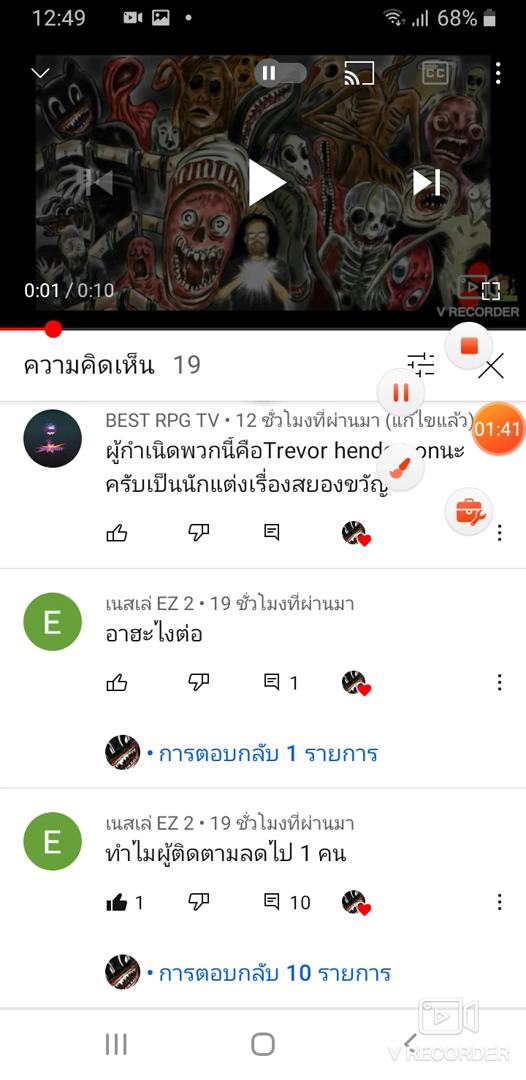 12:49
68%
CC
0:01 / 0:10
V RECORDER
ความคิดเห็น 19
01:41
BEST RPG TV • 12 ชั่วโมงที่ผ่านมา (แก้ไขแล้ว)
ผู้กำเนิดพวกนี้คือTrevor นะ
ครับเป็นนักแต่งเรื่องสยองขวัญ
E
เนสเล่ EZ 2 • 19 ชั่วโมงที่ผ่านมา
อาฮะไงต่อ
1
• การตอบกลับ 1 รายการ
E
เนสเล่ EZ 2 • 19 ชั่วโมงที่ผ่านมา
ทำไมผู้ติดตามลดไป 1 คน
1 10
• การตอบกลับ 10 รายการ
V RECORDER